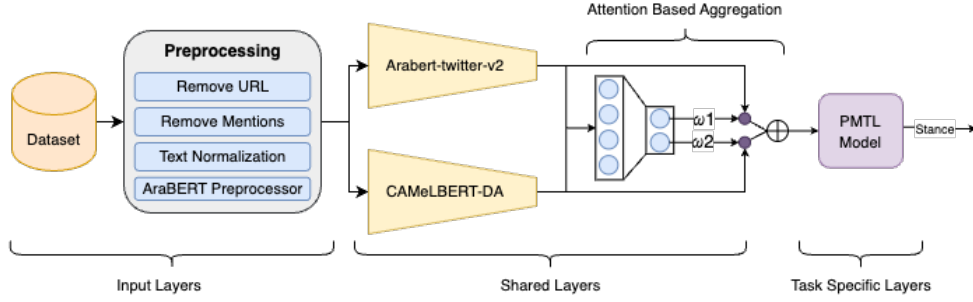 Attention Based Aggregation
Preprocessing
Remove URL
Remove Mentions
Text Normalization
AraBERT Preprocessor
Dataset
Arabert-twitter-v2
CAMeLBERT-DA
ω1
ω2
PMTL
Model
Stance
Input Layers
Shared Layers
Task Specific Layers